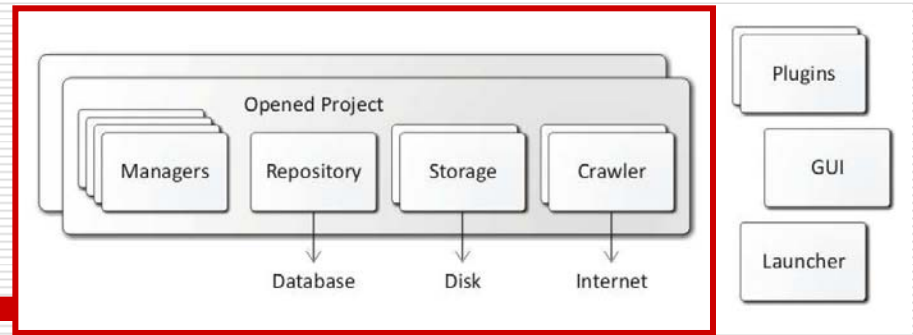 Opened Project
Managers
Repository
Storage
Crawler
Database
Disk
Internet
Plugins
GUI
Launcher